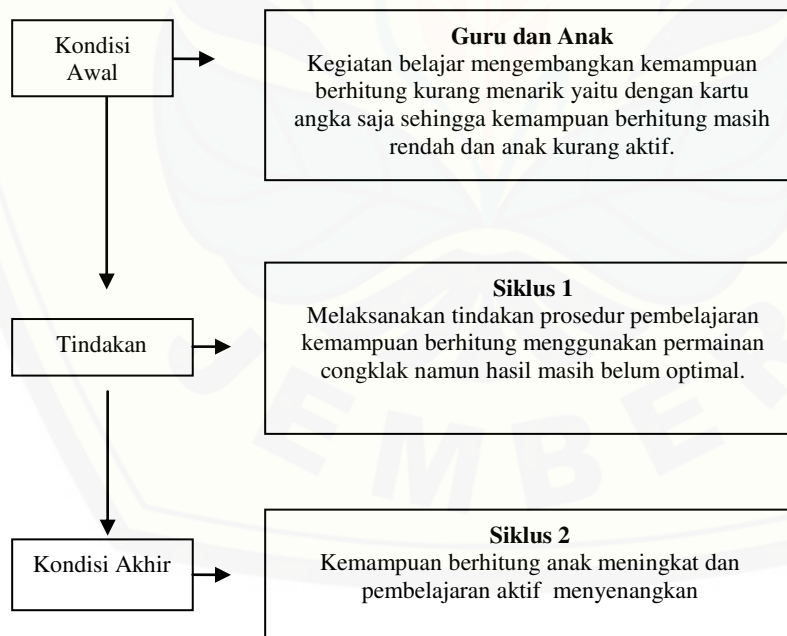 Kondisi
Awal
Guru dan Anak
Kegiatan belajar mengembangkan kemampuan
berhitung kurang menarik yaitu dengan kartu
angka saja sehingga kemampuan berhitung masih
rendah dan anak kurang aktif.
Tindakan
Siklus 1
Melaksanakan tindakan prosedur pembelajaran
kemampuan berhitung menggunakan permainan
congklak namun hasil masih belum optimal.
Kondisi Akhir
Siklus 2
Kemampuan berhitung anak meningkat dan
pembelajaran aktif  menyenangkan
JEMBER